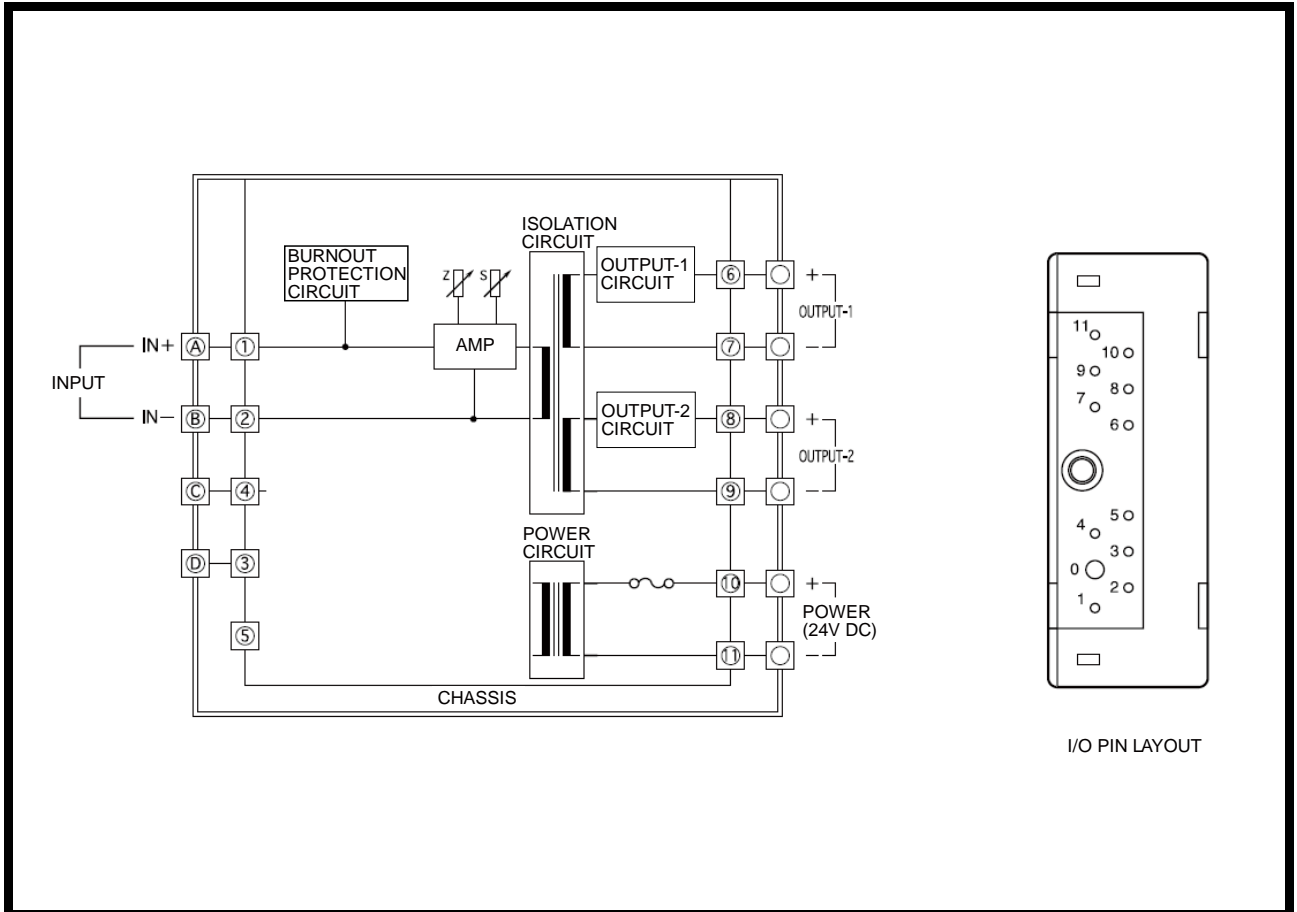 ISOLATION
CIRCUIT
BURNOUT
PROTECTION
CIRCUIT
Z
S
OUTPUT-1
CIRCUIT
⑥
+
OUTPUT-1
IN+
Ⓐ
①
AMP
⑦
—
INPUT
IN—
Ⓑ
②
OUTPUT-2
CIRCUIT
⑧
+
OUTPUT-2
Ⓒ
④
⑨
—
POWER
CIRCUIT
Ⓓ
③
⑩
+
POWER
(24V DC)
⑤
⑪
—
CHASSIS
11
10
9
8
7
6
5
4
3
0
2
1
I/O PIN LAYOUT